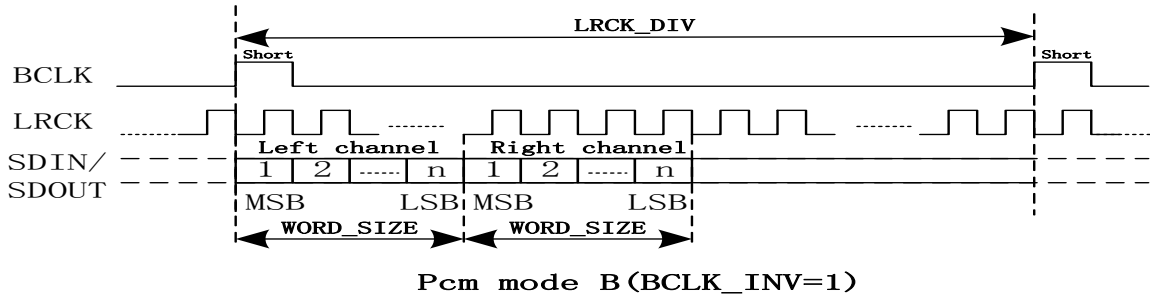 LRCK_DIV
Short Short
BCLK
LRCK
Left channel Right channel
SDIN/ 1 2 n 1 2 n
SDOUT
MSB LSB MSB LSB
WORD_SIZE WORD_SIZE
Pcm mode B(BCLK_INV=1)